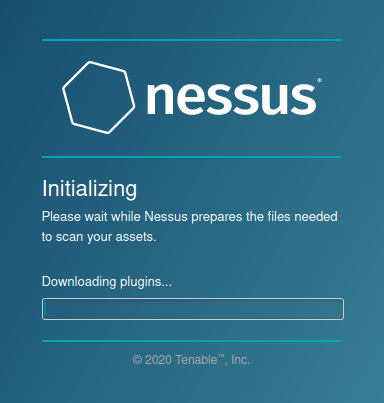 nessus®
Initializing
Please wait while Nessus prepares the files needed
to scan your assets.
Downloading plugins...
© 2020 Tenable™, Inc.